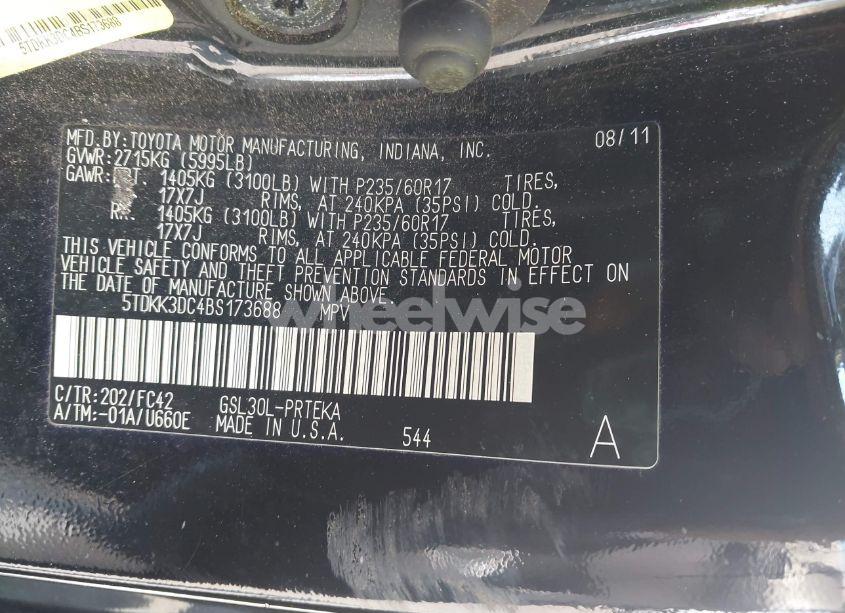 5TDKK3DC4BS173688
MFD.BY:TOYOTA MOTOR MANUFACTURING, INDIANA, INC. 08/11
GVWR:2715KG (5995LB)
GAWR: T. 1405KG (3100LB) WITH P235/60R17 TIRES,
17X7J RIMS, AT 240KPA (35PSI) COLD.
R 1405KG (3100LB) WITH P235/60R17 TIRES,
17X7J RIMS, AT 240KPA (35PSI) COLD.
THIS VEHICLE CONFORMS TO ALL APPLICABLE FEDERAL MOTOR
VEHICLE SAFETY AND THEFT PREVENTION STANDARDS IN EFFECT ON
THE DATE OF MANUFACTURE SHOWN ABOVE.
5TDKK3DC4BS173688 MPV
wheelwise
C/TR:202/FC42 GSL30L-PRTEKA
A/TM:-01A/U660E MADE IN U.S.A. 544 A